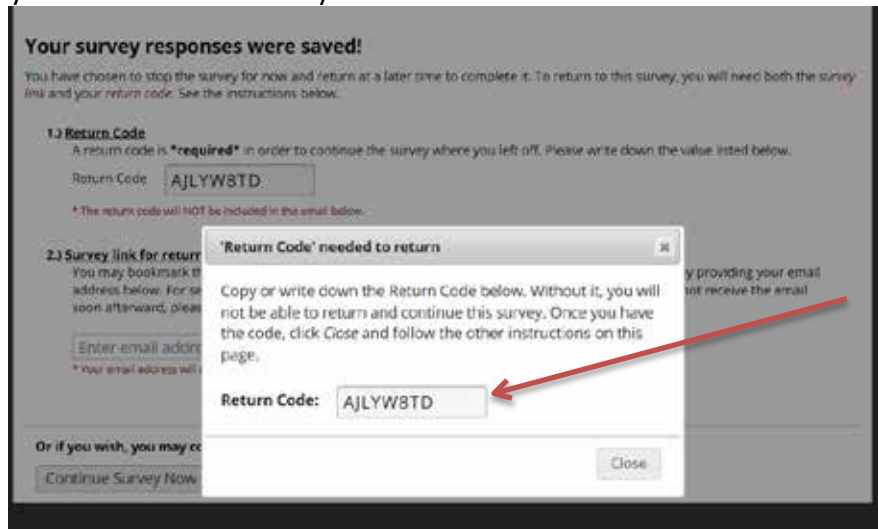 Your survey responses were saved!
You have chosen to stop the survey for now and return at a later time to complete it. To return to this survey, you will need both the survey
link and your return code. See the instructions below.
1.) Return Code
A return code is *required* in order to continue the survey where you left off. Please write down the value listed below.
Return Code AJLYW8TD
* The return code will NOT be included in the email below.
2.) Survey link for
You may bookmark
y providing your email
address below. For
not receive the email
soon afterward,
Enter email
* Your email address will
Or if you wish, you may
Continue Survey Now
'Return Code' needed to return
Copy or write down the Return Code below. Without it, you will
not be able to return and continue this survey. Once you have
the code, click Close and follow the other instructions on this
page.
Return Code: AJLYW8TD
Close